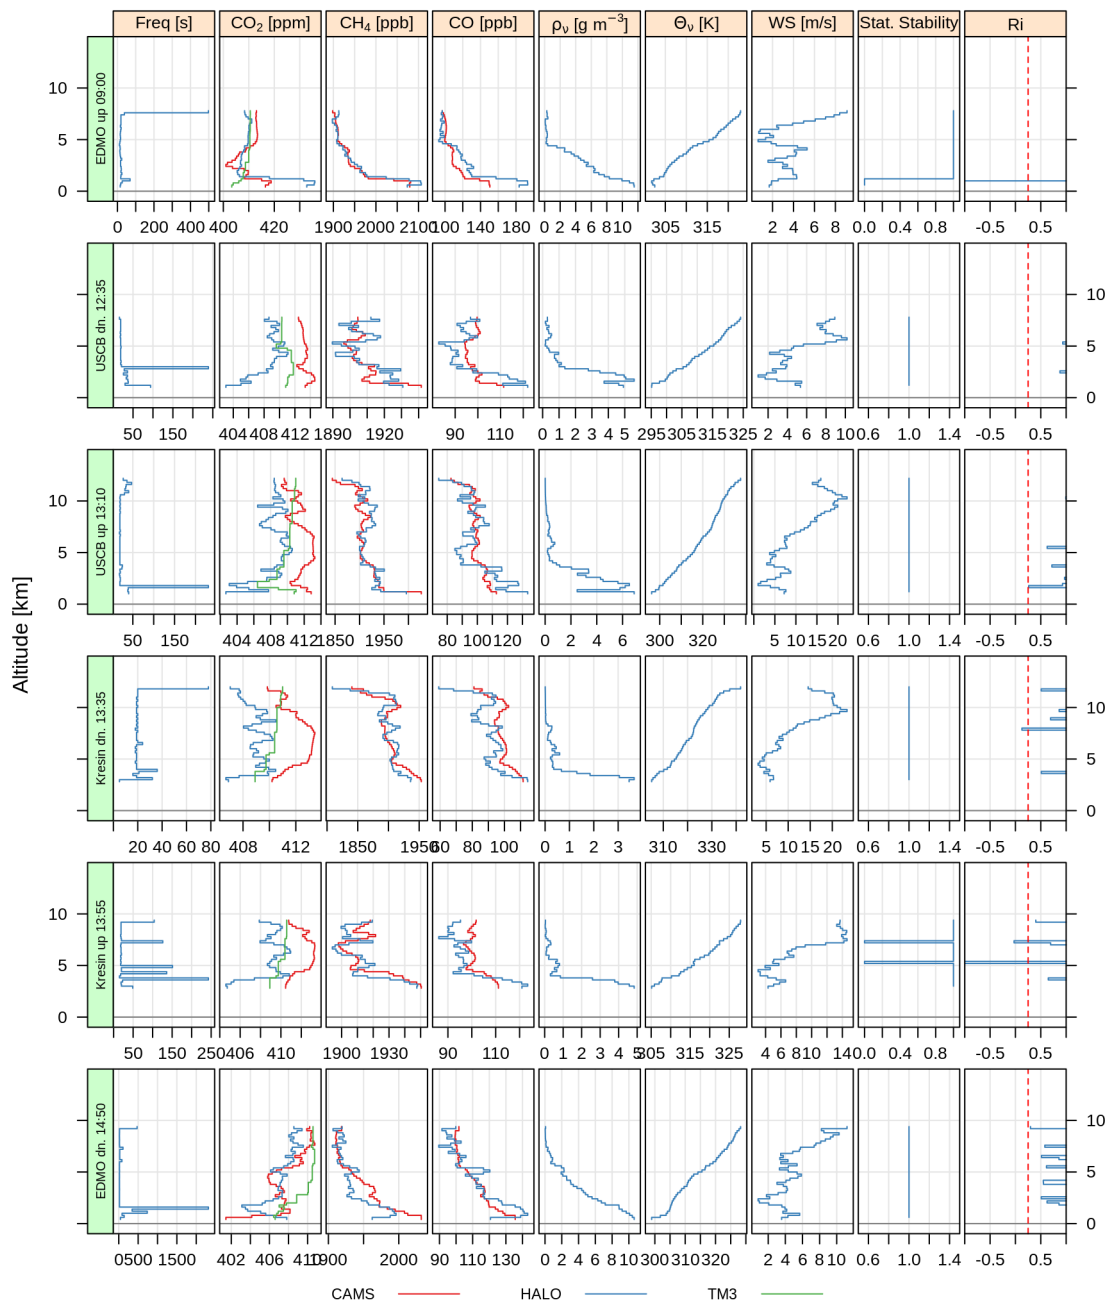 Freq [s] CO₂ [ppm] CH₄ [ppb] CO [ppb] ρᵥ [g m⁻³] Θᵥ [K] WS [m/s] Stat. Stability Ri
EDMO up 09:00
10
5
0
0 200 400 400 420 1900 2000 2100 100 140 180 0 2 4 6 8 10 305 315 2 4 6 8 0.0 0.4 0.8 -0.5 0.5
USCB dn. 12:35
10
5
0
50 150 404 408 412 1890 1920 90 110 0 1 2 3 4 5 295 305 315 325 2 4 6 8 10 0.6 1.0 1.4 -0.5 0.5
USCB up 13:10
10
5
0
50 150 404 408 412 1850 1950 80 100 120 0 2 4 6 300 320 5 10 15 20 0.6 1.0 1.4 -0.5 0.5
Altitude [km]
Kresin dn. 13:35
10
5
0
20 40 60 80 408 412 1850 1950 60 80 100 0 1 2 3 310 330 5 10 15 20 0.6 1.0 1.4 -0.5 0.5
Kresin up 13:55
10
5
0
50 150 250 406 410 1900 1930 90 110 0 1 2 3 4 5 305 315 325 4 6 8 10 14 0.0 0.4 0.8 -0.5 0.5
EDMO dn. 14:50
10
5
0
0 500 1500 402 406 410 1900 2000 90 110 130 0 2 4 6 8 10 300 310 320 2 4 6 8 10 0.6 1.0 1.4 -0.5 0.5
CAMS HALO TM3